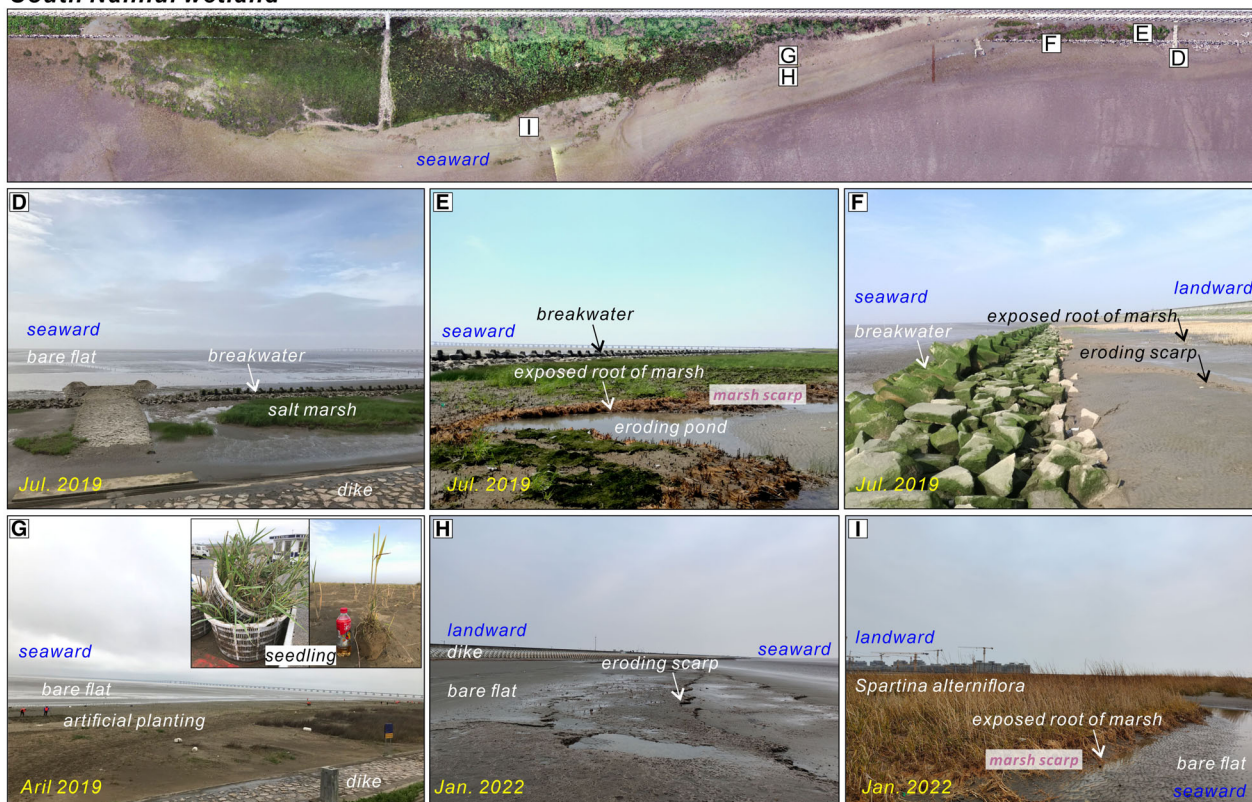 South Nanhui wetland
G
H
F
E
D
I
seaward
D
seaward
bare flat
breakwater
salt marsh
Jul. 2019
dike
E
breakwater
seaward
exposed root of marsh
marsh scarp
eroding pond
Jul. 2019
F
seaward
landward
exposed root of marsh
breakwater
eroding scarp
Jul. 2019
G
seedling
seaward
bare flat
artificial planting
Aril 2019
dike
H
landward
dike
seaward
eroding scarp
bare flat
Jan. 2022
I
landward
Spartina alterniflora
exposed root of marsh
marsh scarp
bare flat
Jan. 2022
seaward